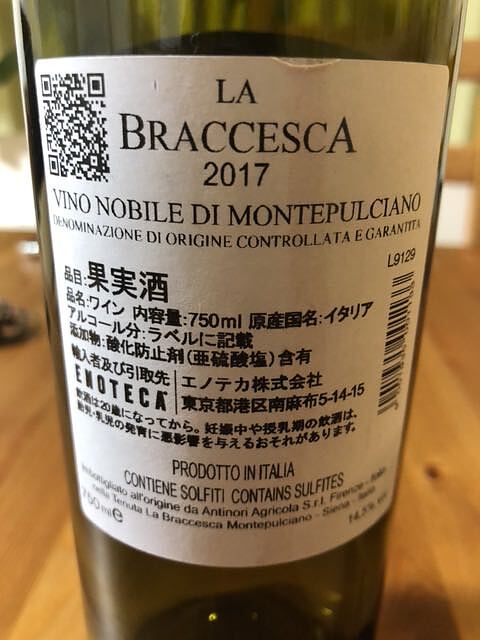 LA
BRACCESCA
2017
VINO NOBILE DI MONTEPULCIANO
DENOMINAZIONE DI ORIGINE CONTROLLATA E GARANTITA
L9129
品目:果実酒
品名:ワイン 内容量:750ml 原産国名:イタリア
アルコール分:ラベルに記載
添加物:酸化防止剤(亜硫酸塩)含有
輸入者及び引取先
ENOTECA
エノテカ株式会社
東京都港区南麻布5-14-15
飲酒は20歳になってから。妊娠中や授乳期の飲酒は、
胎児・乳児の発育に悪影響を与えるおそれがあります。
PRODOTTO IN ITALIA
CONTIENE SOLFITI CONTAINS SULFITES
Imbottigliato all'origine da Antinori Agricola S.r.l. Firenze - Italia
nella Tenuta La Braccesca Montepulciano - Siena - Italia
750 ml e
14,5% vol